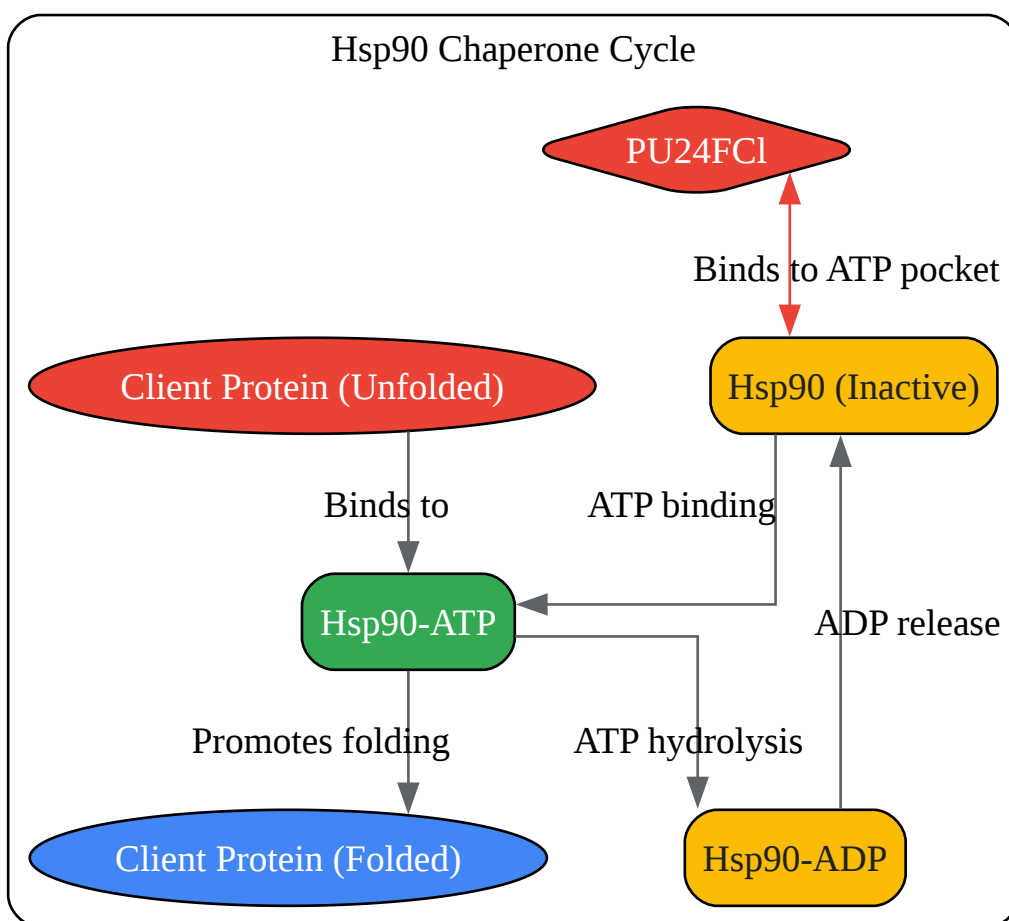 Hsp90 Chaperone Cycle
PU24FCl
Binds to ATP pocket
Client Protein (Unfolded)
Hsp90 (Inactive)
Binds to
ATP binding
Hsp90-ATP
ADP release
Promotes folding
ATP hydrolysis
Client Protein (Folded)
Hsp90-ADP